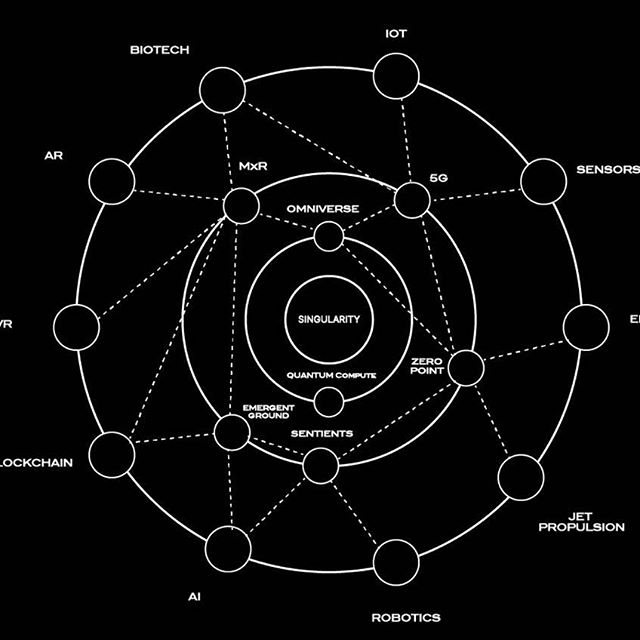 IOT
BIOTECH
AR
MxR
5G
SENSORS
OMNIVERSE
SINGULARITY
VR
ZERO
POINT
QUANTUM COMPUTE
EMERGENT
GROUND
SENTIENTS
LOCKCHAIN
JET
PROPULSION
AI
ROBOTICS